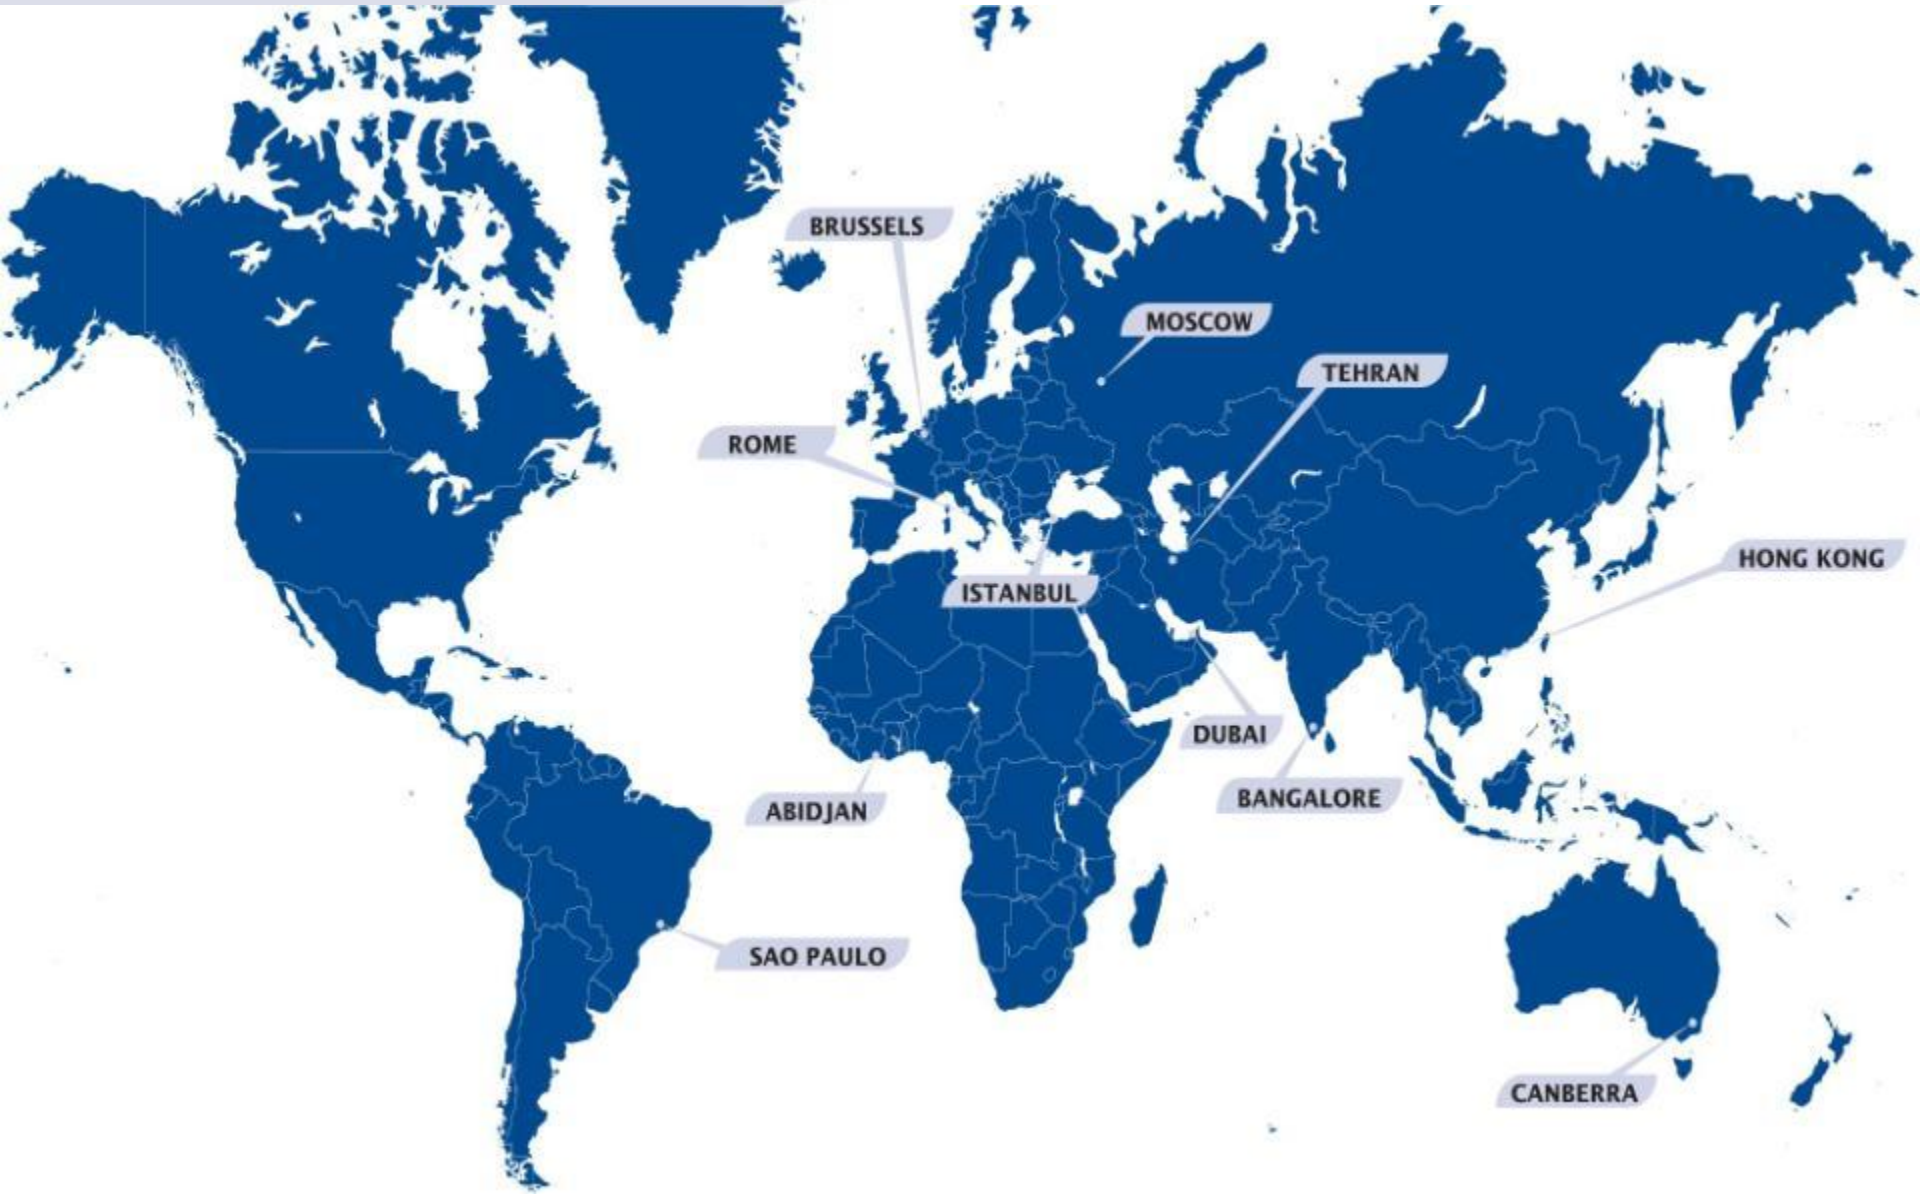 BRUSSELS
MOSCOW
TEHRAN
ROME
HONG KONG
ISTANBUL
DUBAI
BANGALORE
ABIDJAN
SAO PAULO
CANBERRA